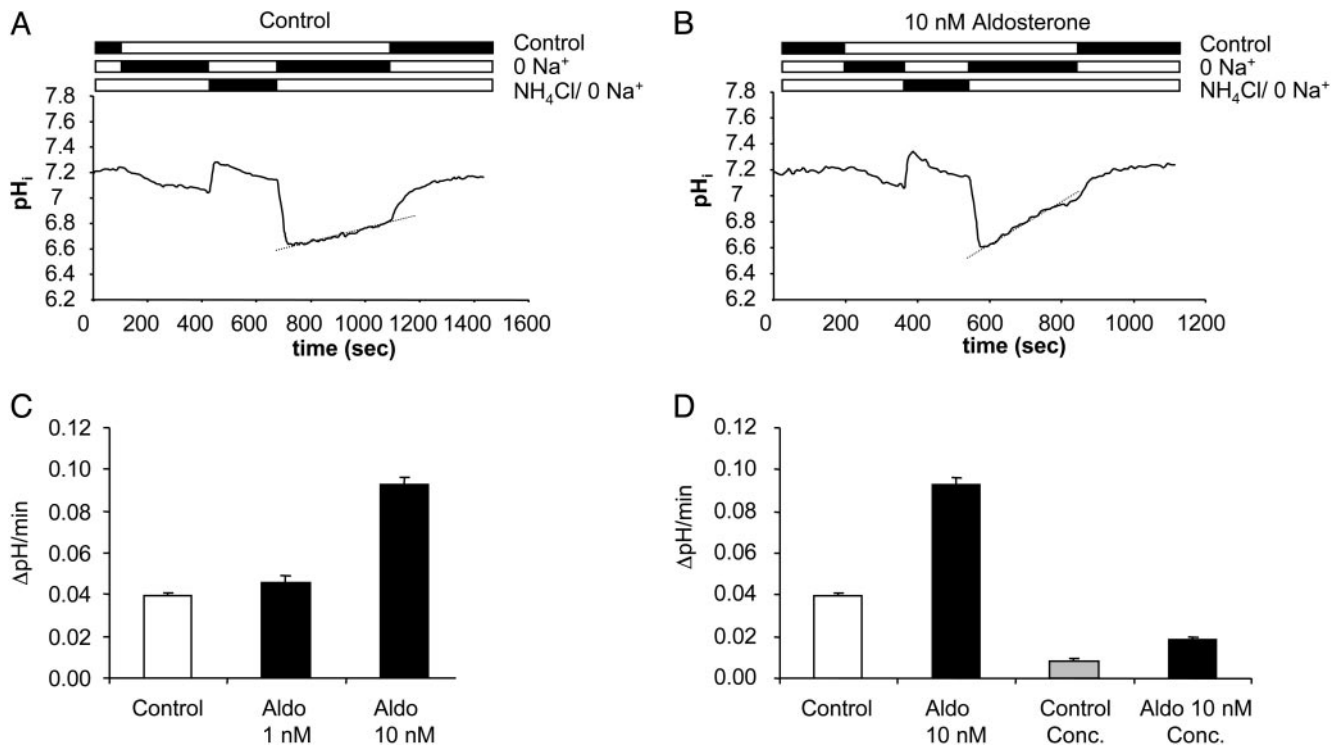 A
Control
Control
0 Na⁺
NH₄Cl/ 0 Na⁺
7.8
7.6
7.4
7.2
7
6.8
6.6
6.4
6.2
pHᵢ
0 200 400 600 800 1000 1200 1400 1600
time (sec)
B
10 nM Aldosterone
Control
0 Na⁺
NH₄Cl/ 0 Na⁺
7.8
7.6
7.4
7.2
7
6.8
6.6
6.4
6.2
pHᵢ
0 200 400 600 800 1000 1200
time (sec)
C
0.12
0.10
0.08
0.06
0.04
0.02
0.00
ΔpH/min
Control
Aldo
1 nM
Aldo
10 nM
D
0.12
0.10
0.08
0.06
0.04
0.02
0.00
ΔpH/min
Control
Aldo
10 nM
Control
Conc.
Aldo 10 nM
Conc.